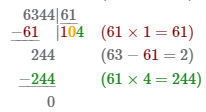 6344|61
−61 |104 (61 × 1 = 61)
244 (63 − 61 = 2)
−244 (61 × 4 = 244)
0